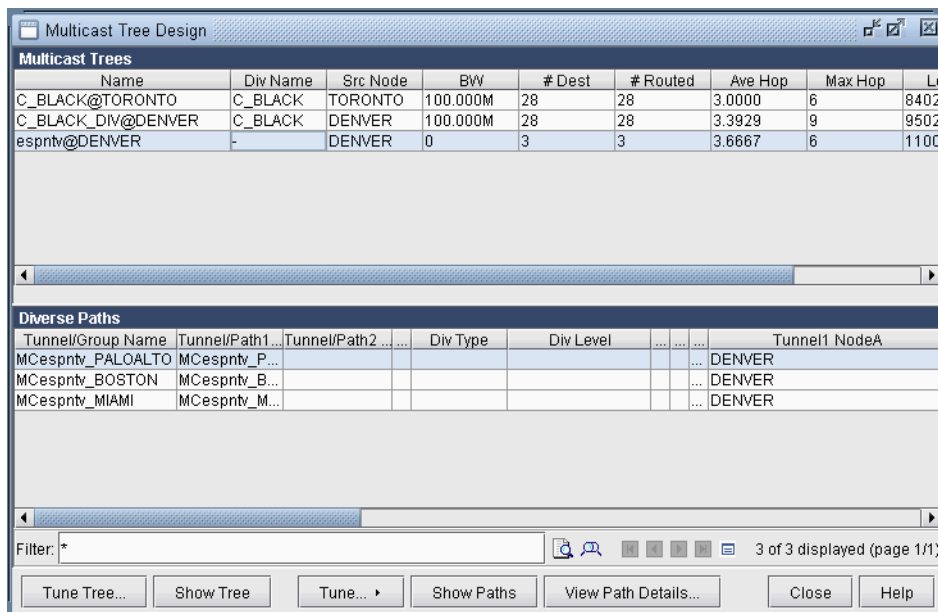 Multicast Tree Design
Multicast Trees
Name Div Name Src Node BW # Dest # Routed Ave Hop Max Hop
C_BLACK@TORONTO C_BLACK TORONTO 100.000M 28 28 3.0000 6 8402
C_BLACK_DIV@DENVER C_BLACK DENVER 100.000M 28 28 3.3929 9 9502
espntv@DENVER - DENVER 0 3 3 3.6667 6 1100
Diverse Paths
Tunnel/Group Name Tunnel/Path1... Tunnel/Path2 ... ... Div Type Div Level ... ... ... Tunnel1 NodeA
MCespntv_PALOALTO MCespntv_P... ... DENVER
MCespntv_BOSTON MCespntv_B... ... DENVER
MCespntv_MIAMI MCespntv_M... ... DENVER
Filter: * 3 of 3 displayed (page 1/1)
Tune Tree... Show Tree Tune... Show Paths View Path Details... Close Help